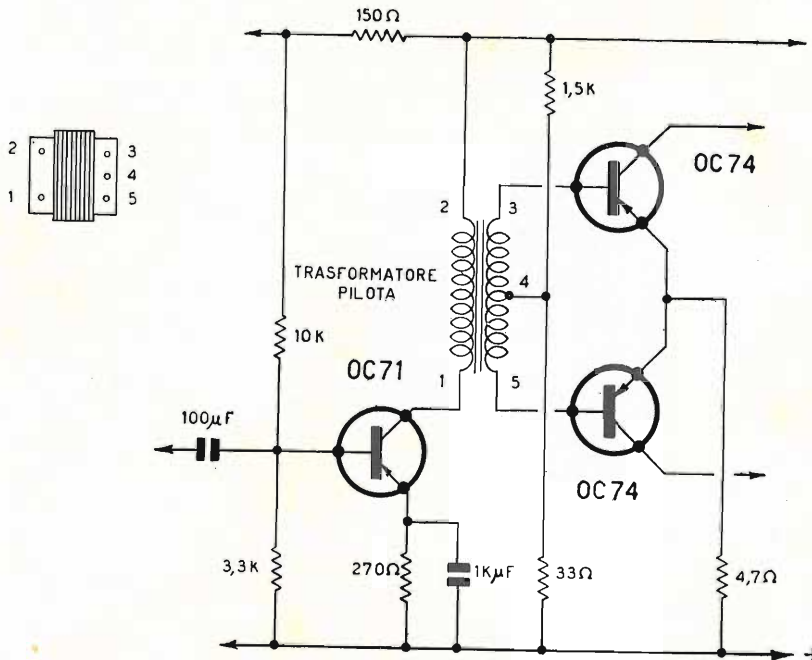 150Ω
1,5K
OC74
2
3
4
1
5
2
3
TRASFORMATORE
PILOTA
4
10K
OC71
1
5
100µF
OC74
3,3K
270Ω
1KµF
33Ω
4,7Ω